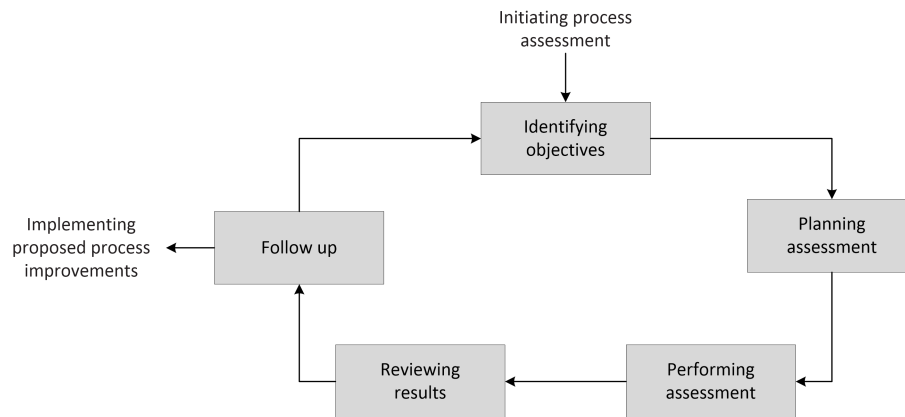 Initiating process
assessment
Identifying
objectives
Planning
assessment
Implementing
proposed process
improvements
Follow up
Reviewing
results
Performing
assessment